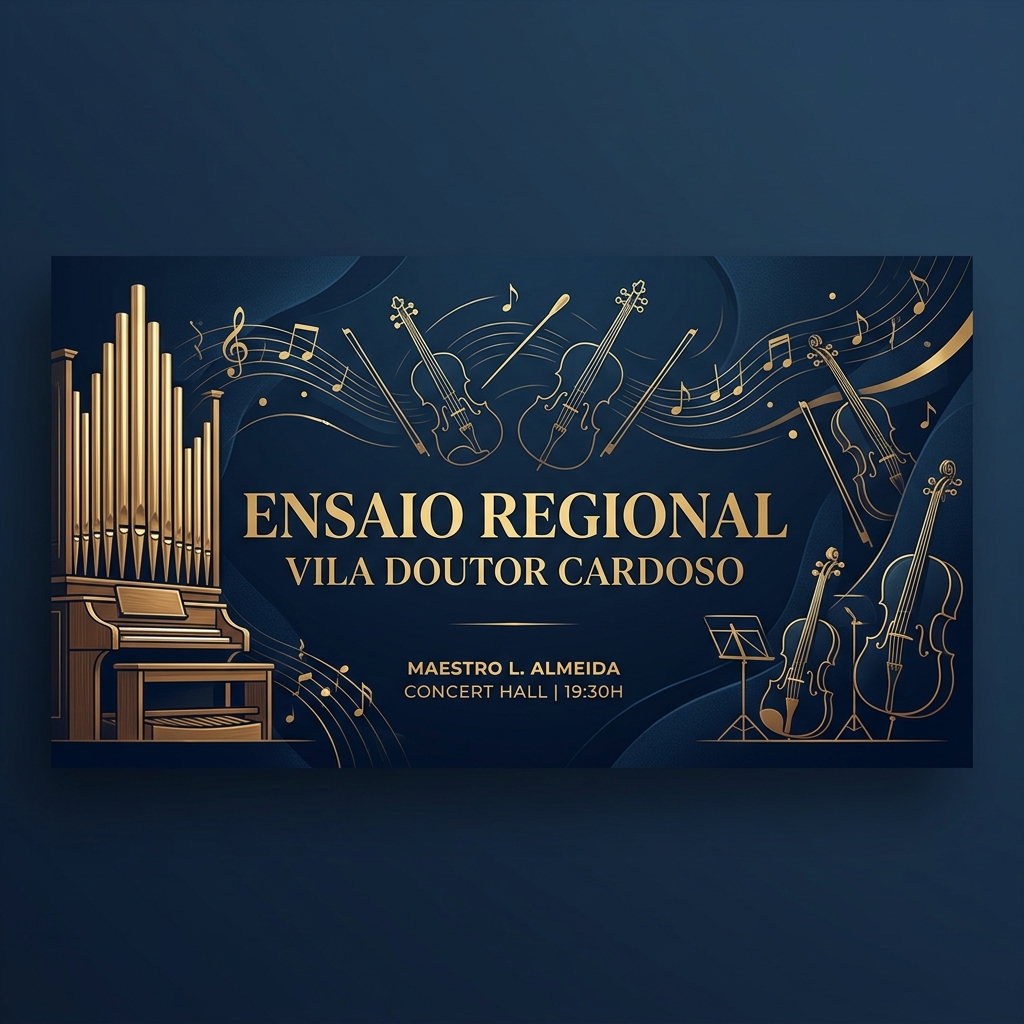 ENSAIO REGIONAL
VILA DOUTOR CARDOSO
MAESTRO L. ALMEIDA
CONCERT HALL | 19:30H